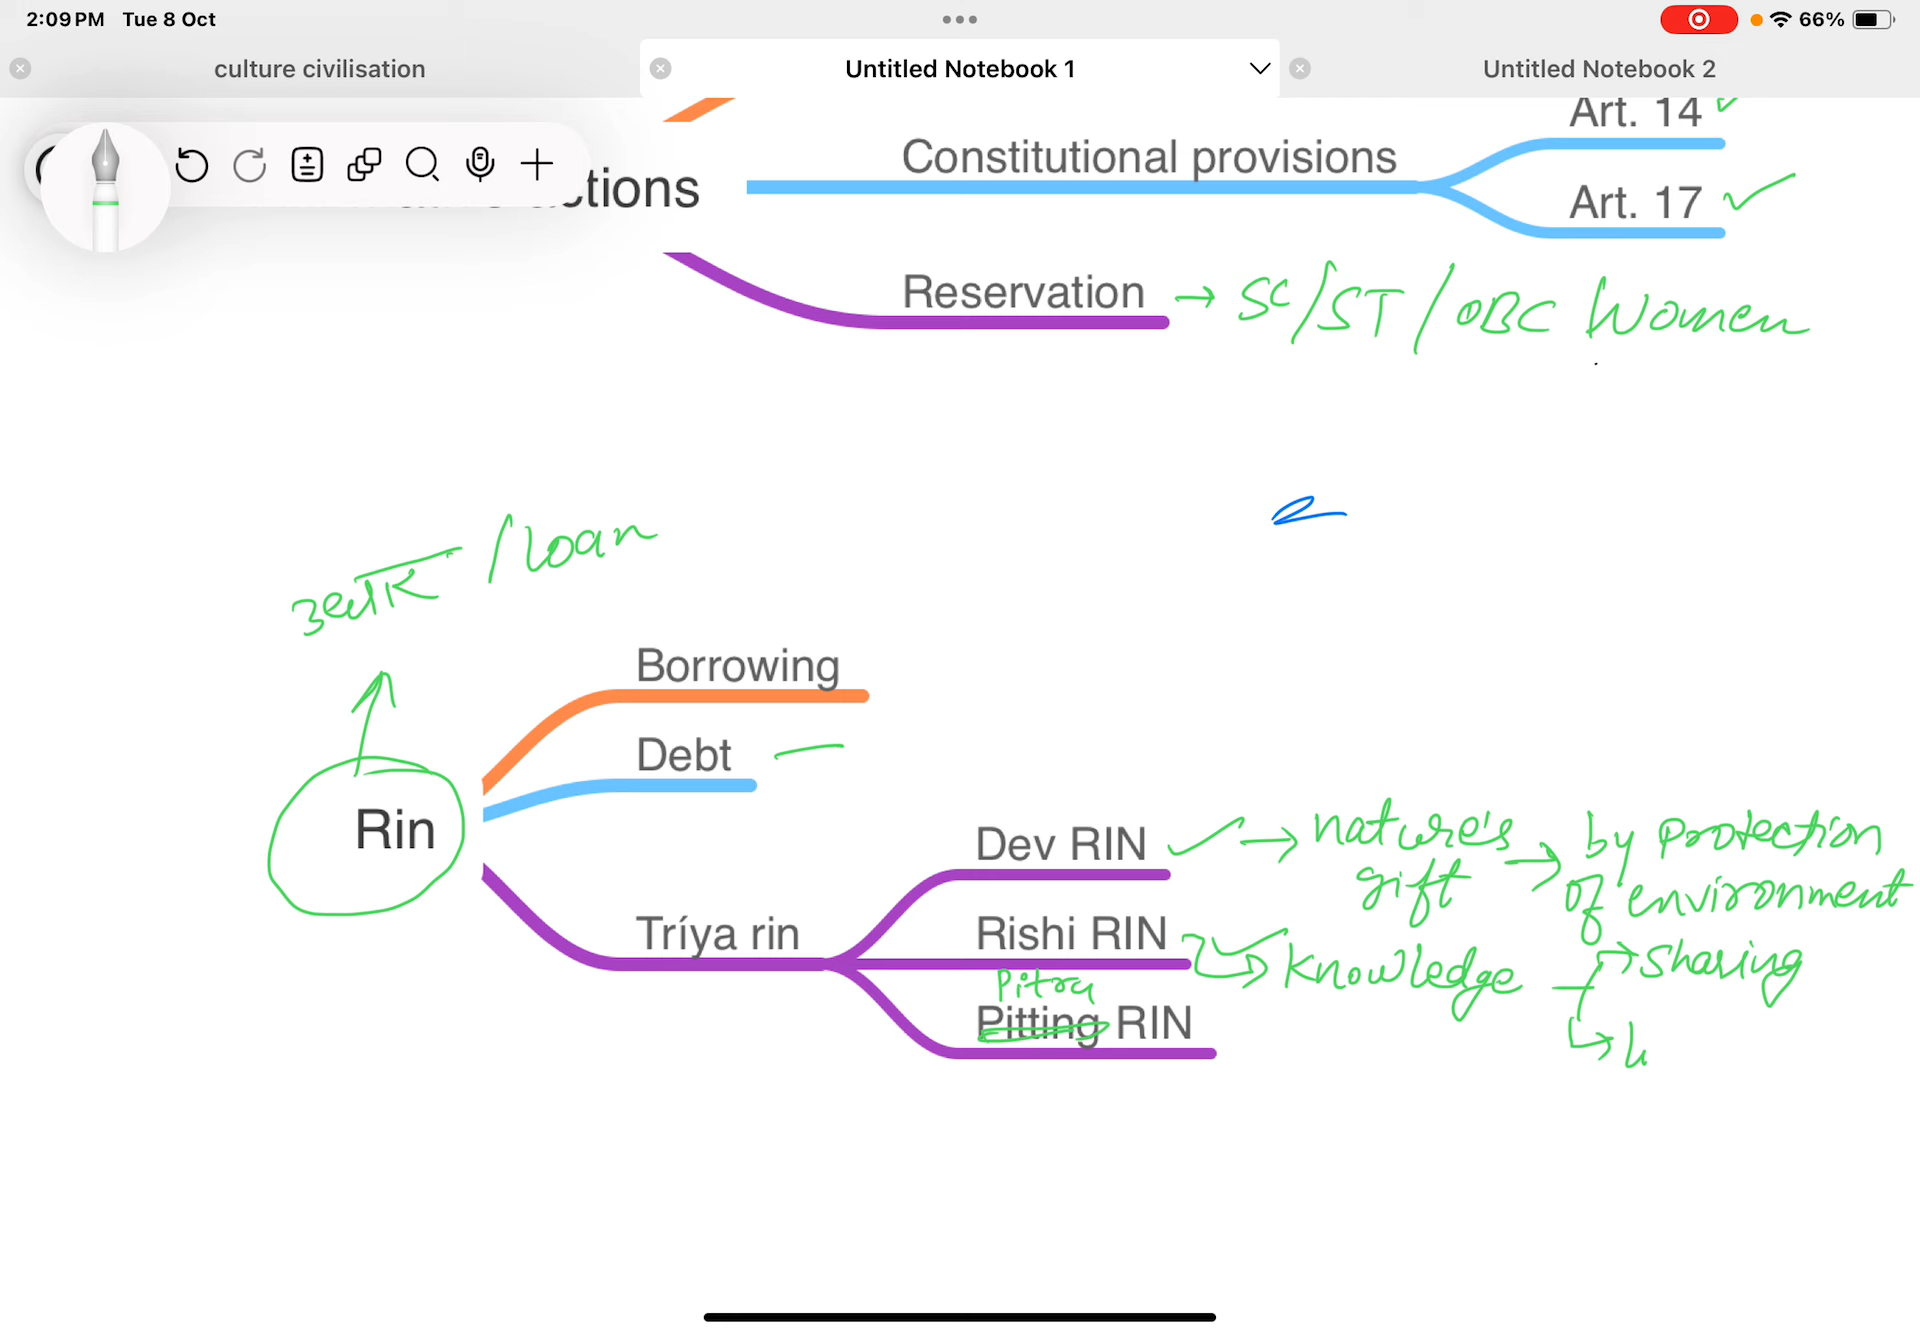 2:09 PM Tue 8 Oct
66%
culture civilisation
Untitled Notebook 1
Untitled Notebook 2
Art. 14
Constitutional provisions
ctions
Art. 17
Reservation → SC/ST/OBC Women
उधार / Loan
Borrowing
Debt
Rin
Dev RIN → nature's gift → by protection of environment
Tríya rin
Rishi RIN → Knowledge → Sharing
Pitra
Pitting RIN